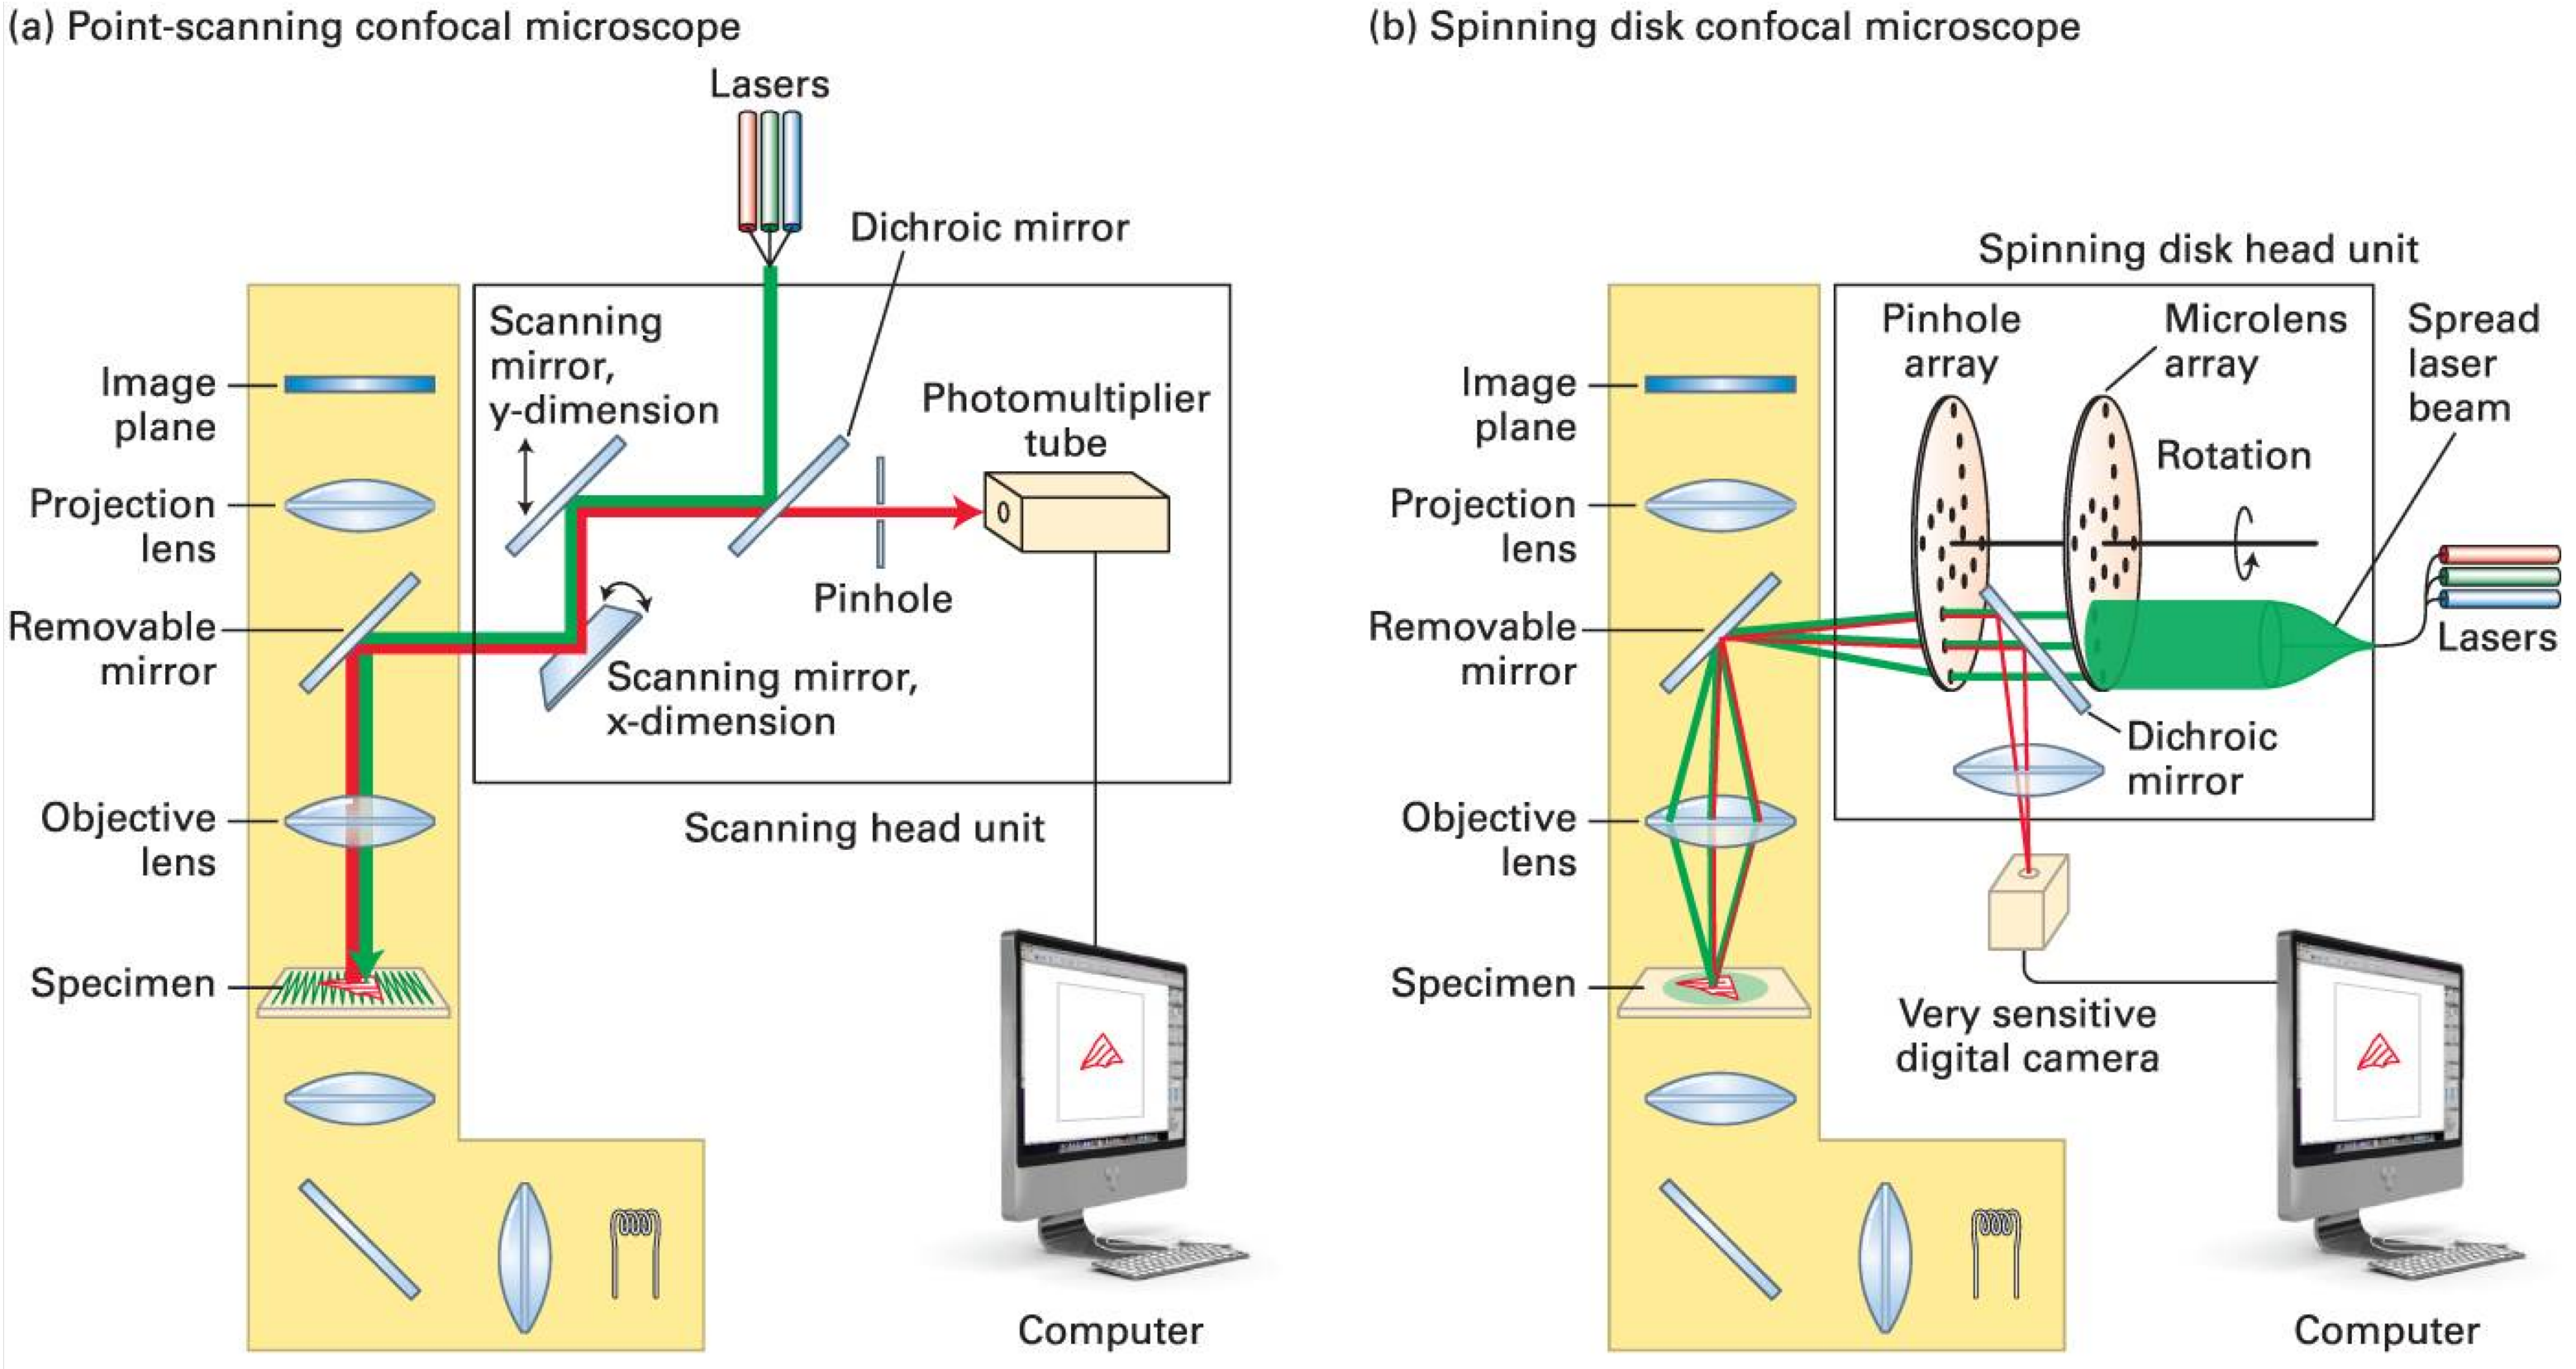 (a) Point-scanning confocal microscope
Lasers
Dichroic mirror
Scanning
mirror,
y-dimension
Photomultiplier
tube
Image
plane
Projection
lens
Pinhole
Removable
mirror
Scanning mirror,
x-dimension
Objective
lens
Scanning head unit
Specimen
Computer
(b) Spinning disk confocal microscope
Spinning disk head unit
Pinhole
array
Microlens
array
Spread
laser
beam
Image
plane
Rotation
Projection
lens
Removable
mirror
Lasers
Dichroic
mirror
Objective
lens
Specimen
Very sensitive
digital camera
Computer